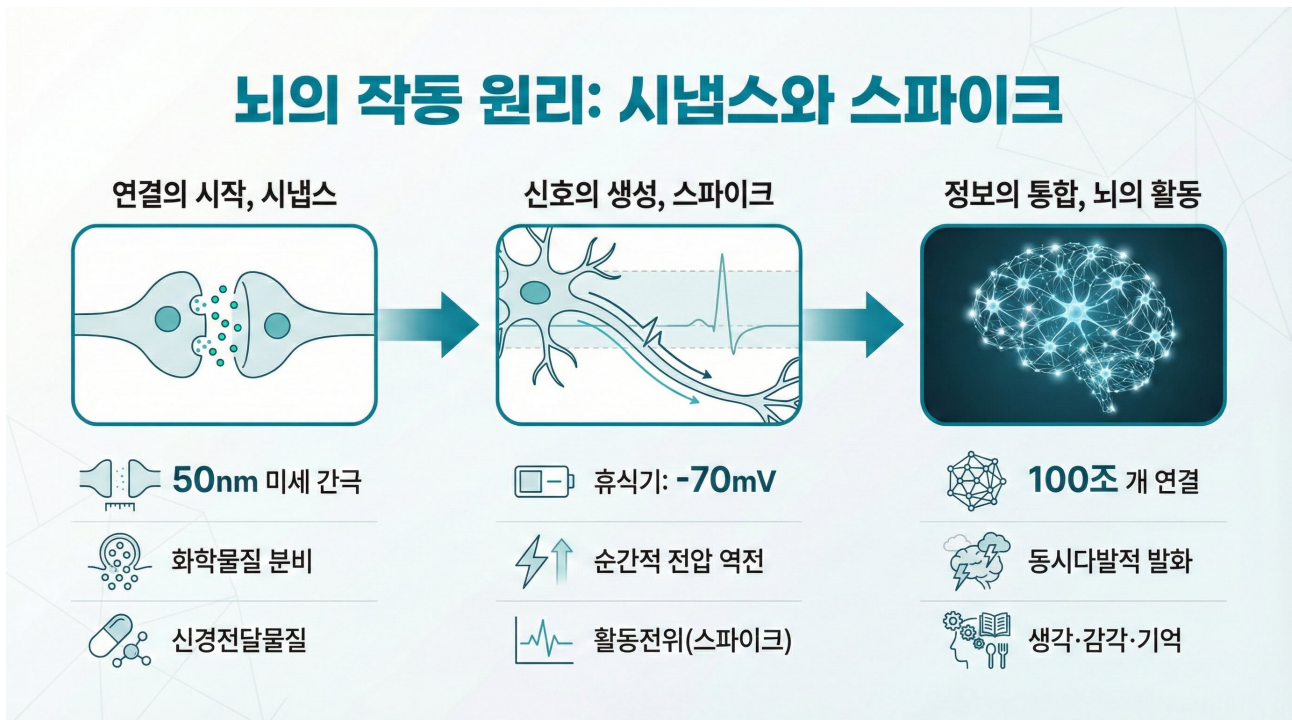 뇌의 작동 원리: 시냅스와 스파이크
연결의 시작, 시냅스
50nm 미세 간극
화학물질 분비
신경전달물질
신호의 생성, 스파이크
휴식기: -70mV
순간적 전압 역전
활동전위(스파이크)
정보의 통합, 뇌의 활동
100조 개 연결
동시다발적 발화
생각·감각·기억